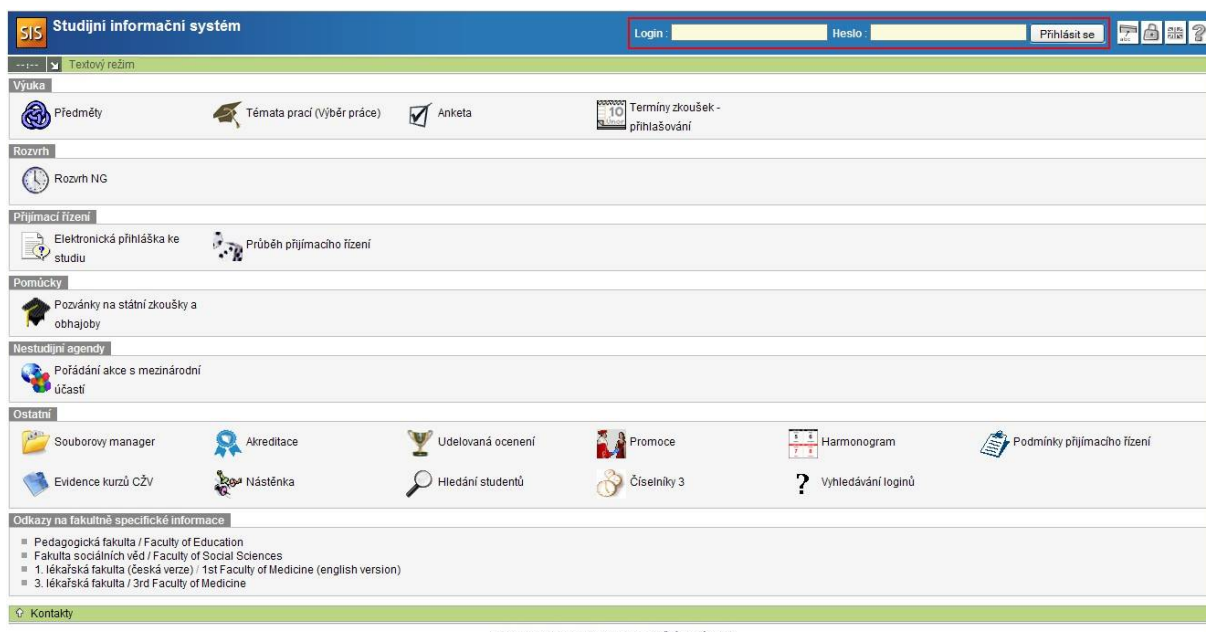 SIS Studijní informační systém Login : Heslo : Přihlásit se
--:-- Textový režim
Výuka
Předměty Témata prací (Výběr práce) Anketa 10 Únor Termíny zkoušek -
přihlašování
Rozvrh
Rozvrh NG
Přijímací řízení
Elektronická přihláška ke Průběh přijímacího řízení
studiu
Pomůcky
Pozvánky na státní zkoušky a
obhajoby
Nestudijní agendy
Pořádání akce s mezinárodní
účastí
Ostatní
Souborovy manager Akreditace Udelovaná ocenení Promoce Harmonogram Podmínky přijímacího řízení
Evidence kurzů CŽV Nástěnka Hledání studentů Číselníky 3 ? Vyhledávání loginů
Odkazy na fakultně specifické informace
Pedagogická fakulta / Faculty of Education
Fakulta sociálních věd / Faculty of Social Sciences
1. lékařská fakulta (česká verze) / 1st Faculty of Medicine (english version)
3. lékařská fakulta / 3rd Faculty of Medicine
Kontakty